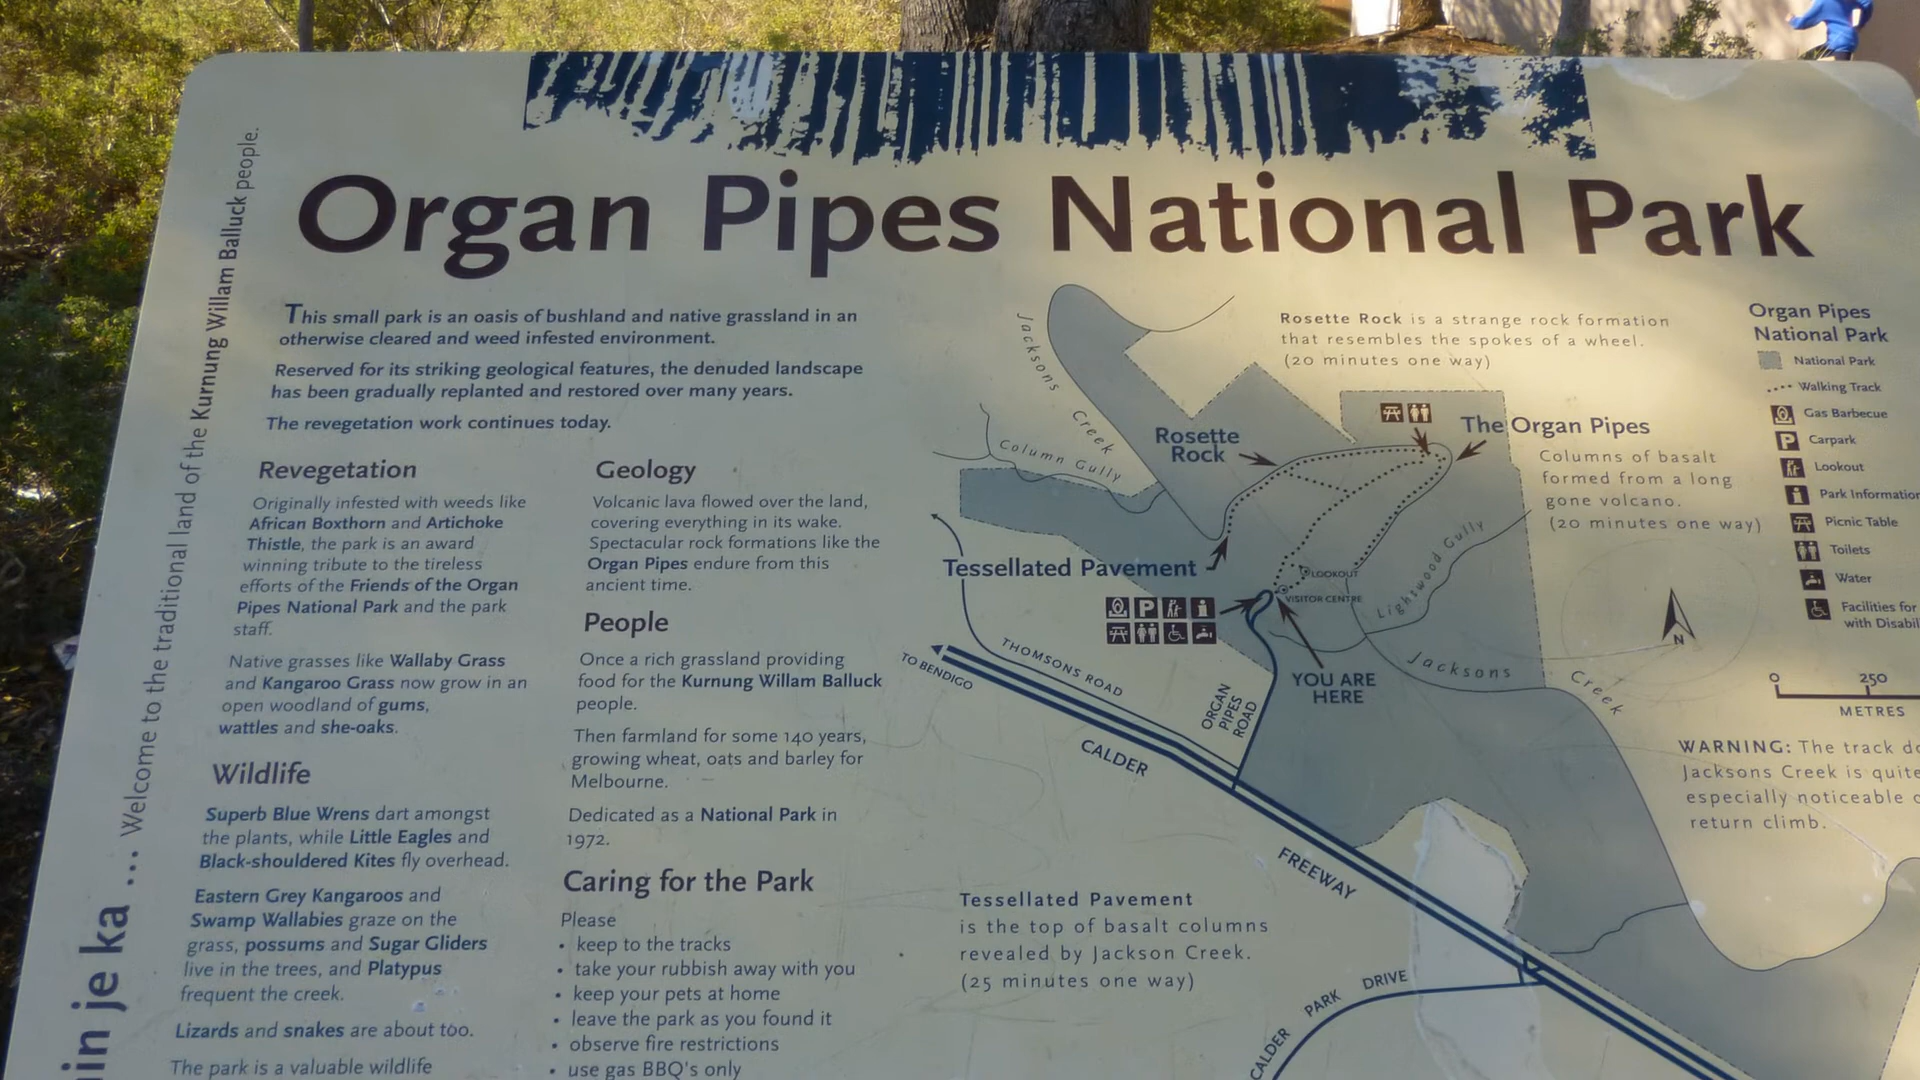 Organ Pipes National Park
... Welcome to the traditional land of the Kurnung Willam Balluck people.
je ka
This small park is an oasis of bushland and native grassland in an
otherwise cleared and weed infested environment.
Reserved for its striking geological features, the denuded landscape
has been gradually replanted and restored over many years.
The revegetation work continues today.
Revegetation
Originally infested with weeds like
African Boxthorn and Artichoke
Thistle, the park is an award
winning tribute to the tireless
efforts of the Friends of the Organ
Pipes National Park and the park
staff.
Native grasses like Wallaby Grass
and Kangaroo Grass now grow in an
open woodland of gums,
wattles and she-oaks.
Wildlife
Superb Blue Wrens dart amongst
the plants, while Little Eagles and
Black-shouldered Kites fly overhead.
Eastern Grey Kangaroos and
Swamp Wallabies graze on the
grass, possums and Sugar Gliders
live in the trees, and Platypus
frequent the creek.
Lizards and snakes are about too.
The park is a valuable wildlife
Geology
Volcanic lava flowed over the land,
covering everything in its wake.
Spectacular rock formations like the
Organ Pipes endure from this
ancient time.
People
Once a rich grassland providing
food for the Kurnung Willam Balluck
people.
Then farmland for some 140 years,
growing wheat, oats and barley for
Melbourne.
Dedicated as a National Park in
1972.
Caring for the Park
Please
• keep to the tracks
• take your rubbish away with you
• keep your pets at home
• leave the park as you found it
• observe fire restrictions
• use gas BBQ's only
Jacksons Creek
Column Gully
Rosette Rock is a strange rock formation
that resembles the spokes of a wheel.
(20 minutes one way)
Rosette
Rock
The Organ Pipes
Columns of basalt
formed from a long
gone volcano.
(20 minutes one way)
Tessellated Pavement
LOOKOUT
VISITOR CENTRE
P
Lightwood Gully
YOU ARE
HERE
Jacksons Creek
THOMSONS ROAD
TO BENDIGO
ORGAN
PIPES
ROAD
CALDER
FREEWAY
CALDER PARK DRIVE
Tessellated Pavement
is the top of basalt columns
revealed by Jackson Creek.
(25 minutes one way)
Organ Pipes
National Park
National Park
Walking Track
Gas Barbecue
P Carpark
Lookout
Park Informatio
Picnic Table
Toilets
Water
Facilities for
with Disabil
N
0 250
METRES
WARNING: The track
Jacksons Creek is quite
especially noticeable
return climb.